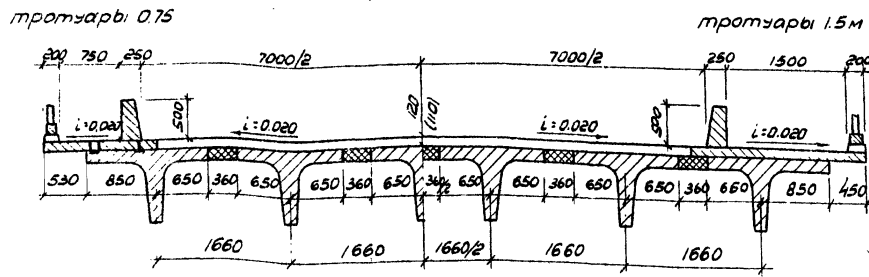 тротуары 0.75
тротуары 1.5м
200 750 250 7000/2 7000/2 250 1500 200
500 120 (110) 500
i=0.020 i=0.020 i=0.020 i=0.020
530 850 650 360 650 650 360 650 360/2 650 650 360 650 650 360 660 850 450
1660 1660 1660/2 1660 1660